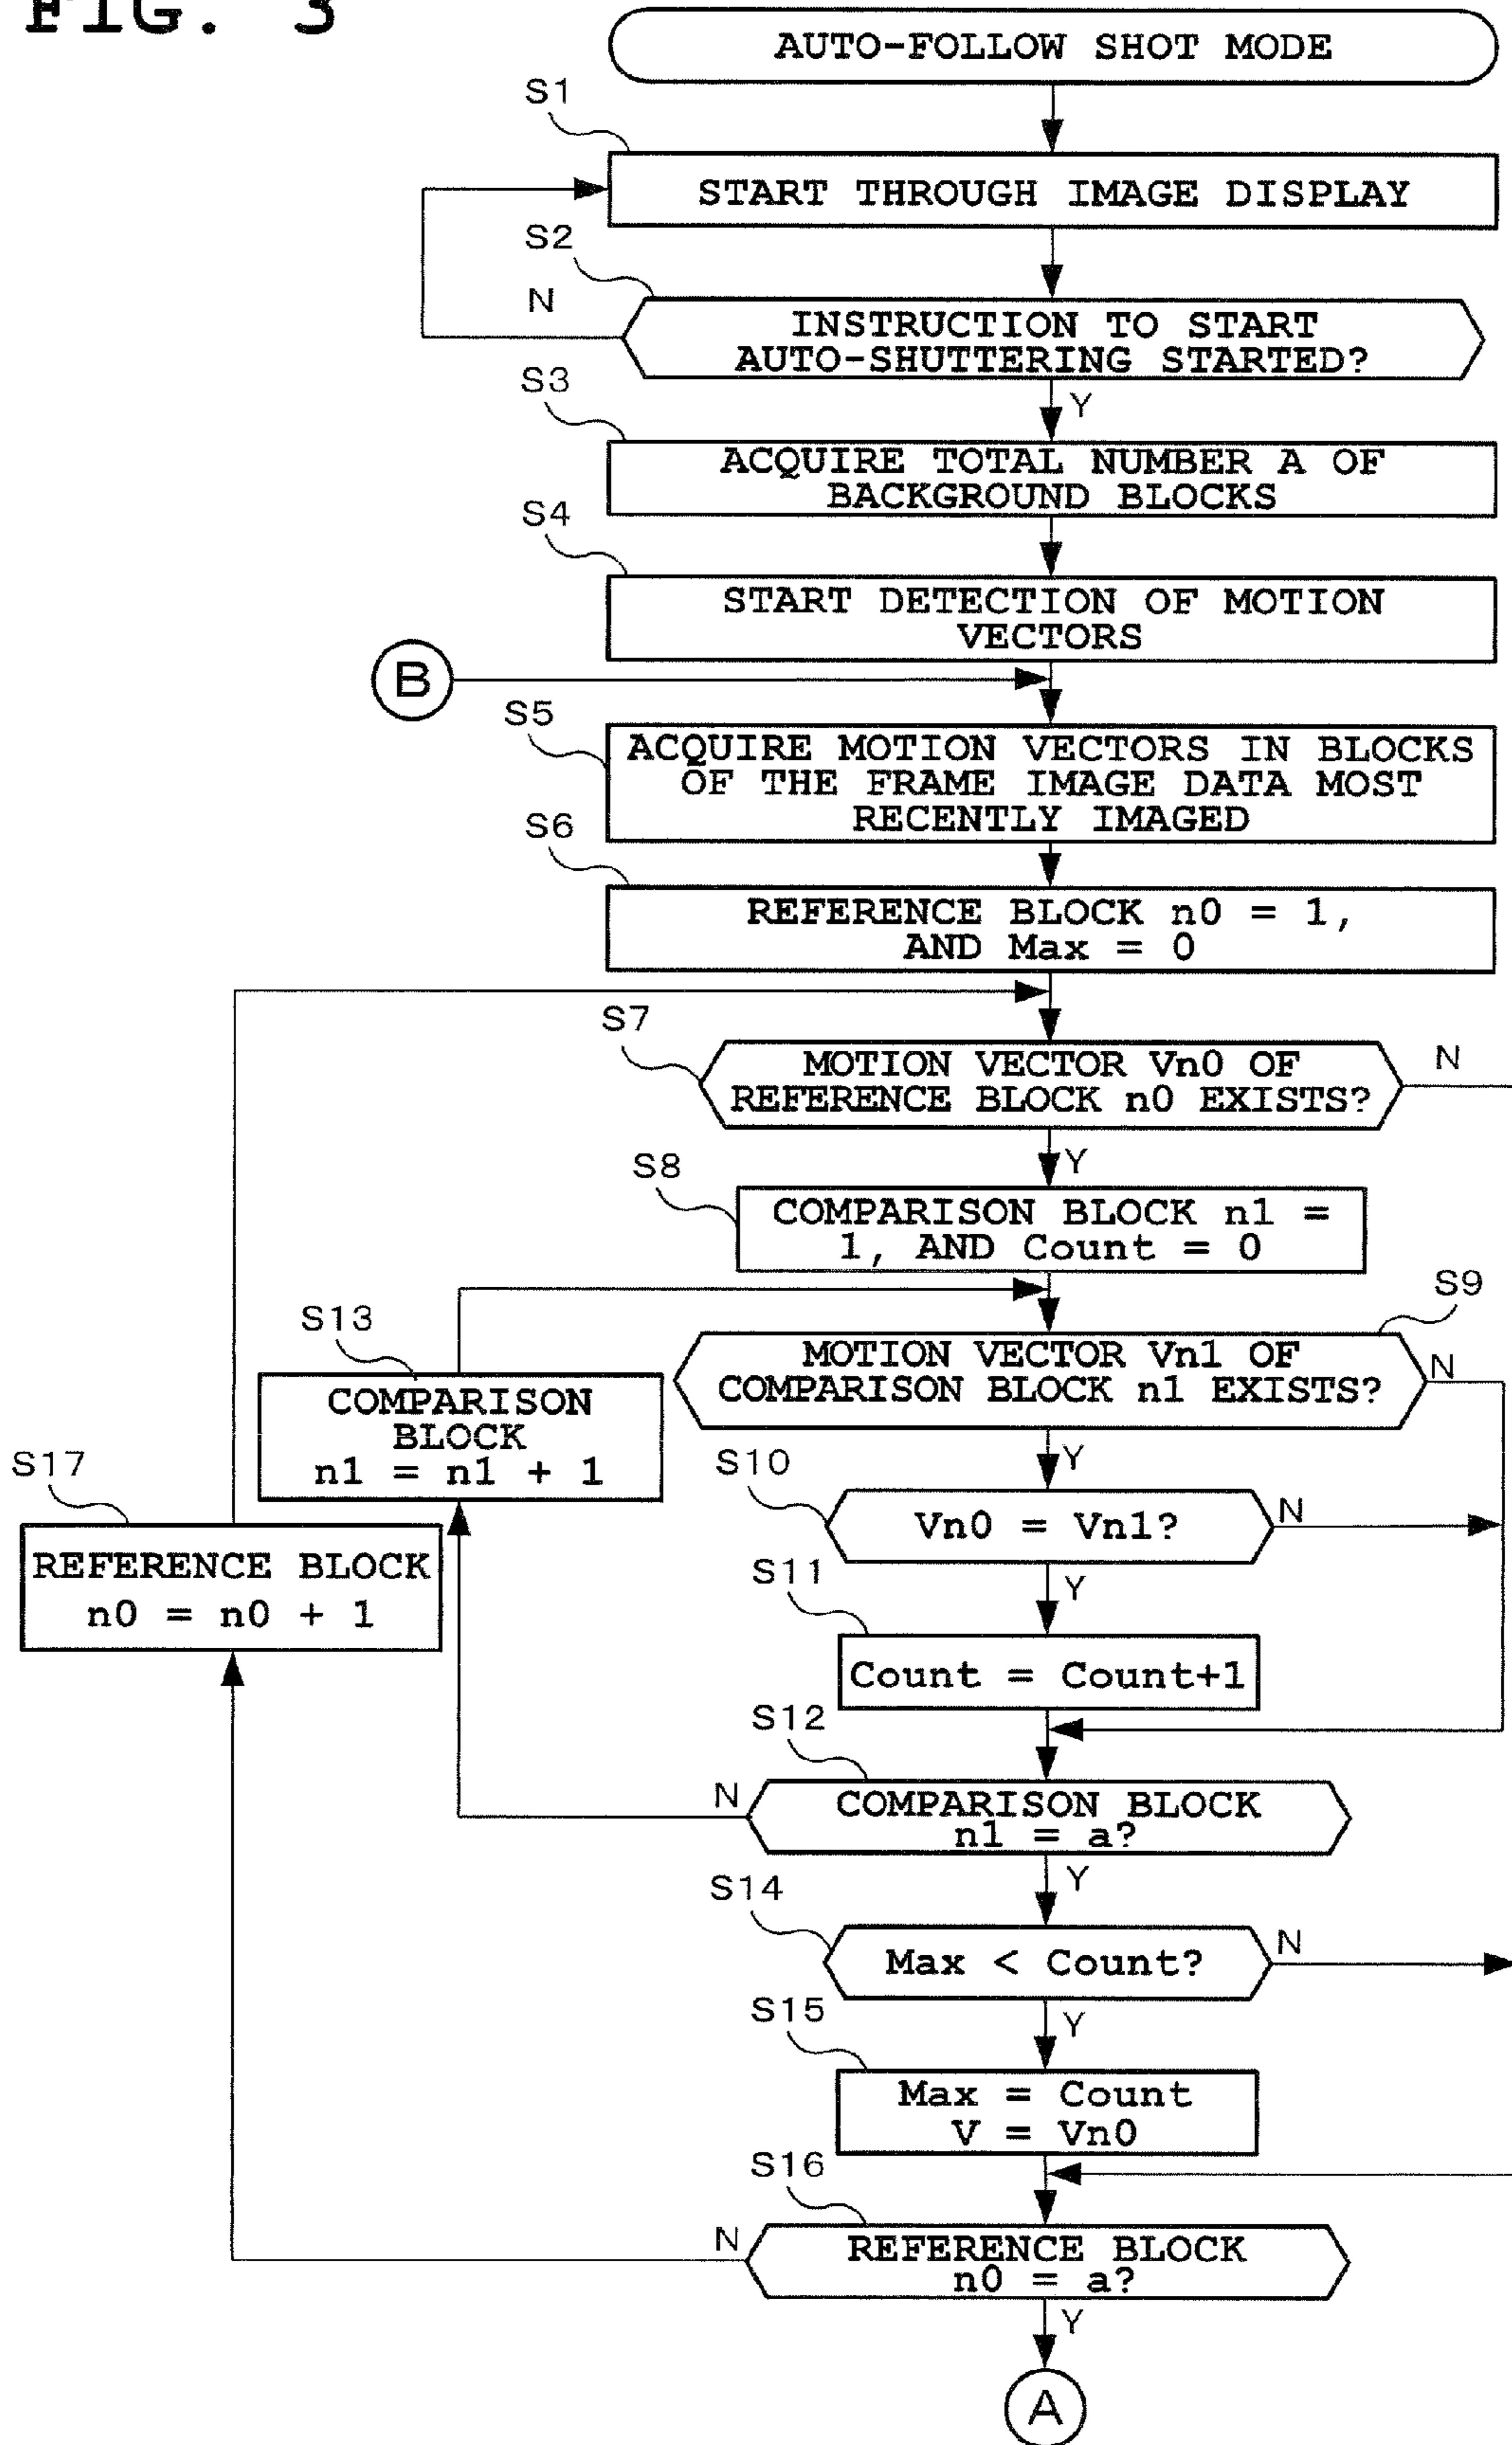 FIG. 3
AUTO-FOLLOW SHOT MODE
S1
START THROUGH IMAGE DISPLAY
S2
N
INSTRUCTION TO START
AUTO-SHUTTERING STARTED?
Y
S3
ACQUIRE TOTAL NUMBER A OF
BACKGROUND BLOCKS
S4
START DETECTION OF MOTION
VECTORS
B
S5
ACQUIRE MOTION VECTORS IN BLOCKS
OF THE FRAME IMAGE DATA MOST
RECENTLY IMAGED
S6
REFERENCE BLOCK n0 = 1,
AND Max = 0
S7
MOTION VECTOR Vn0 OF
REFERENCE BLOCK n0 EXISTS?
N
Y
S8
COMPARISON BLOCK n1 =
1, AND Count = 0
S9
MOTION VECTOR Vn1 OF
COMPARISON BLOCK n1 EXISTS?
N
Y
S13
COMPARISON
BLOCK
n1 = n1 + 1
S10
Vn0 = Vn1?
N
Y
S17
REFERENCE BLOCK
n0 = n0 + 1
S11
Count = Count+1
S12
N
COMPARISON BLOCK
n1 = a?
Y
S14
Max < Count?
N
Y
S15
Max = Count
V = Vn0
S16
N
REFERENCE BLOCK
n0 = a?
Y
A